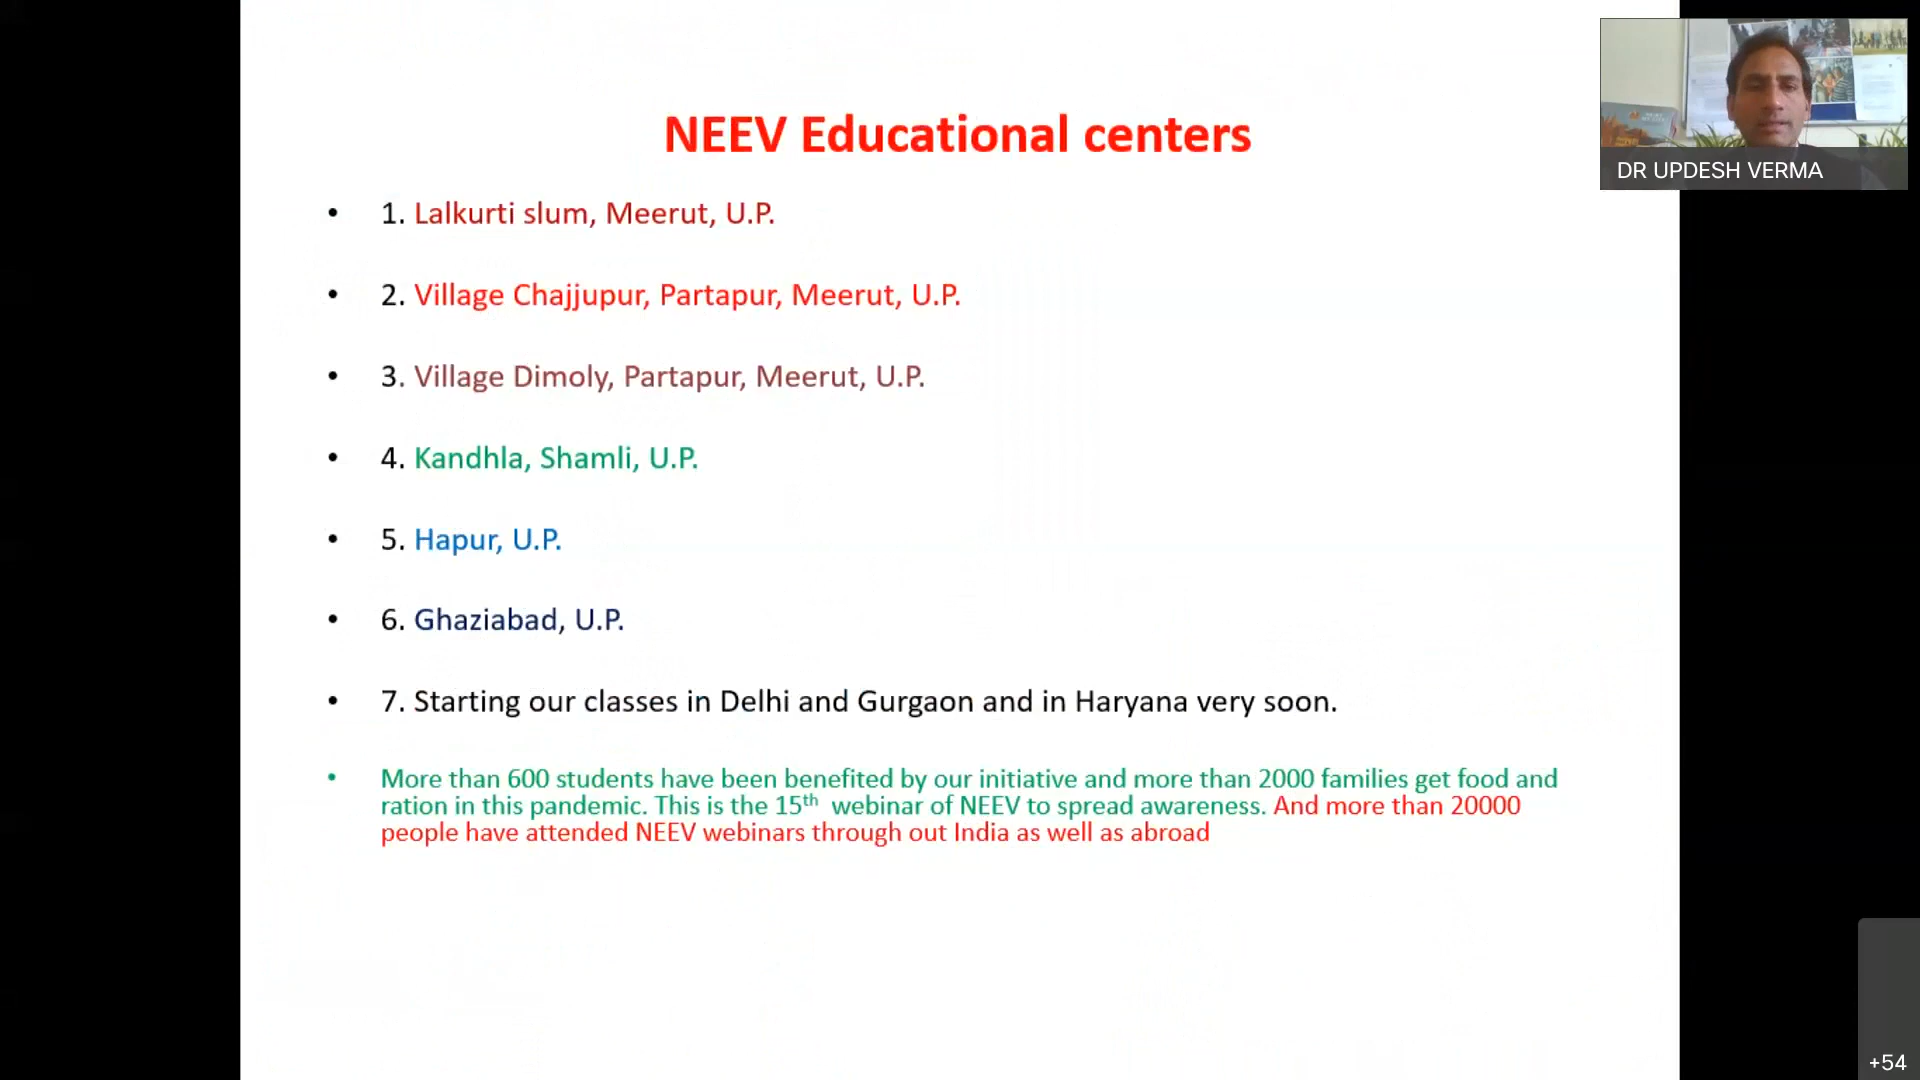 NEEV Educational centers
DR UPDESH VERMA
• 1. Lalkurti slum, Meerut, U.P.
• 2. Village Chajjupur, Partapur, Meerut, U.P.
• 3. Village Dimoly, Partapur, Meerut, U.P.
• 4. Kandhla, Shamli, U.P.
• 5. Hapur, U.P.
• 6. Ghaziabad, U.P.
• 7. Starting our classes in Delhi and Gurgaon and in Haryana very soon.
• More than 600 students have been benefited by our initiative and more than 2000 families get food and
ration in this pandemic. This is the 15th webinar of NEEV to spread awareness. And more than 20000
people have attended NEEV webinars through out India as well as abroad
+54